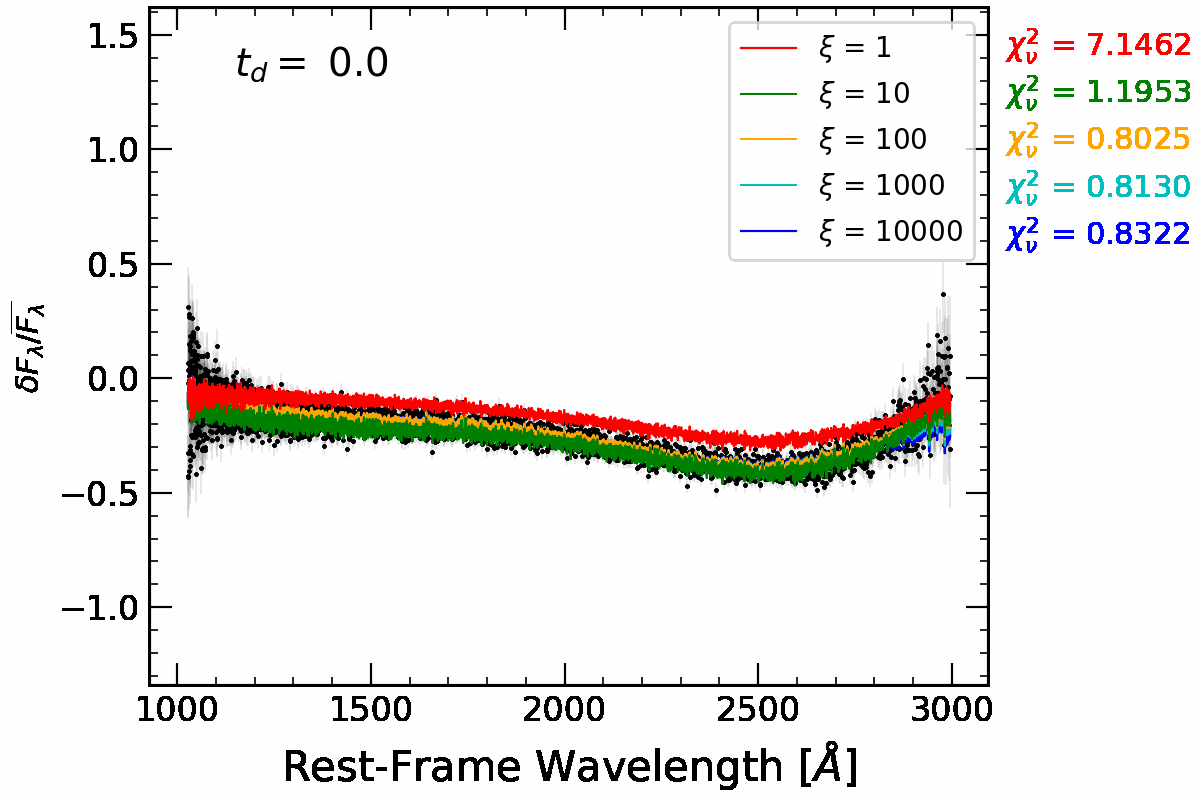 t_d = 0.0
ξ = 1
ξ = 10
ξ = 100
ξ = 1000
ξ = 10000
χ²_ν = 7.1462
χ²_ν = 1.1953
χ²_ν = 0.8025
χ²_ν = 0.8130
χ²_ν = 0.8322
1.5
1.0
0.5
0.0
−0.5
−1.0
δF_λ/F̅_λ
1000 1500 2000 2500 3000
Rest-Frame Wavelength [Å]